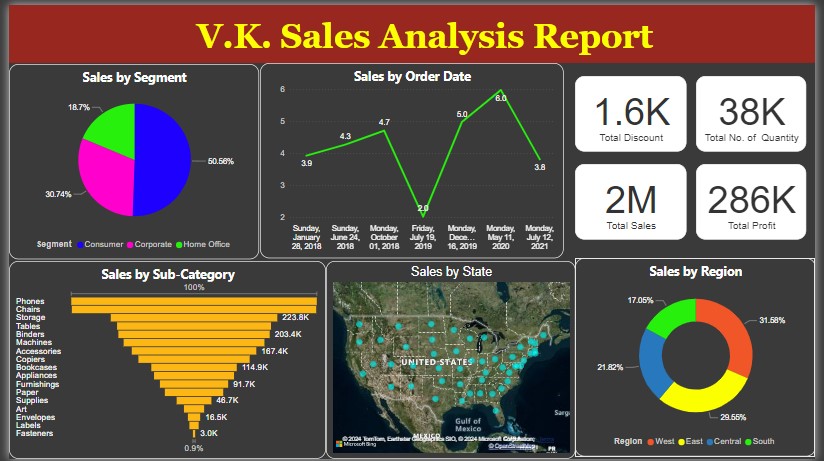 V.K. Sales Analysis Report
Sales by Segment
18.7%
50.56%
30.74%
Segment Consumer Corporate Home Office
Sales by Order Date
6
5
4
3
2
3.9
4.3
4.7
2.0
5.0
6.0
3.8
Sunday, January 28, 2018
Sunday, June 24, 2018
Monday, October 01, 2018
Friday, July 19, 2019
Monday, Dece... 16, 2019
Monday, May 11, 2020
Monday, July 12, 2021
1.6K
Total Discount
38K
Total No. of Quantity
2M
Total Sales
286K
Total Profit
Sales by Sub-Category
100%
Phones
Chairs
Storage 223.8K
Tables
Binders 203.4K
Machines
Accessories 167.4K
Copiers
Bookcases 114.9K
Appliances
Furnishings 91.7K
Paper
Supplies 46.7K
Art
Envelopes 16.5K
Labels
Fasteners 3.0K
0.9%
Sales by State
UNITED STATES
Gulf of
Mexico
MEXICO
Sarg
Microsoft Bing
© 2024 TomTom, Earthstar Geographics SIO, © 2024 Microsoft Corporation,
© OpenStreetMap
PR
Sales by Region
17.05%
31.58%
21.82%
29.55%
Region West East Central South